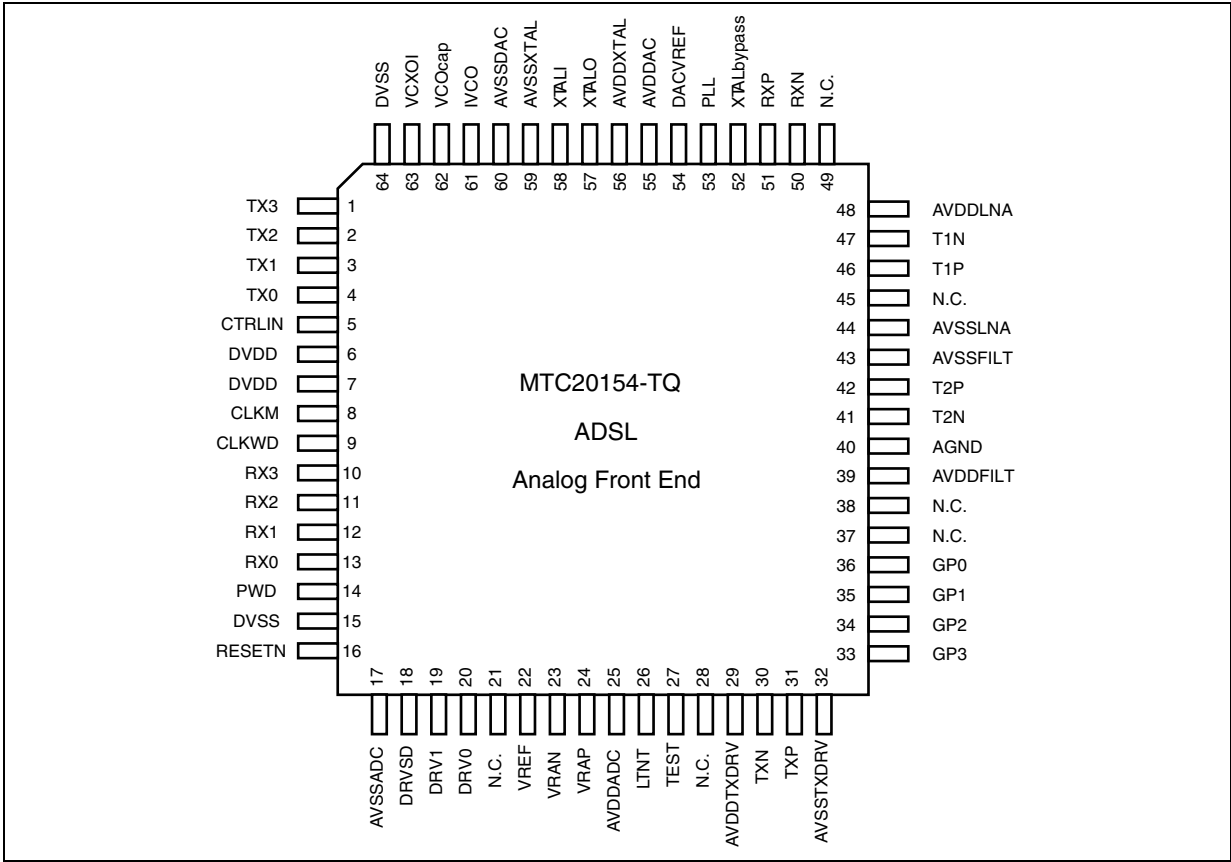 DVSS
VCXOI
VCOcap
IVCO
AVSSDAC
AVSSXTAL
XTALI
XTALO
AVDDXTAL
AVDDAC
DACVREF
PLL
XTALbypass
RXP
RXN
N.C.
64 63 62 61 60 59 58 57 56 55 54 53 52 51 50 49
TX3 1
TX2 2
TX1 3
TX0 4
CTRLIN 5
DVDD 6
DVDD 7
CLKM 8
CLKWD 9
RX3 10
RX2 11
RX1 12
RX0 13
PWD 14
DVSS 15
RESETN 16
MTC20154-TQ
ADSL
Analog Front End
48 AVDDLNA
47 T1N
46 T1P
45 N.C.
44 AVSSLNA
43 AVSSFILT
42 T2P
41 T2N
40 AGND
39 AVDDFILT
38 N.C.
37 N.C.
36 GP0
35 GP1
34 GP2
33 GP3
17 18 19 20 21 22 23 24 25 26 27 28 29 30 31 32
AVSSADC
DRVSD
DRV1
DRV0
N.C.
VREF
VRAN
VRAP
AVDDADC
LTNT
TEST
N.C.
AVDDTXDRV
TXN
TXP
AVSSTXDRV